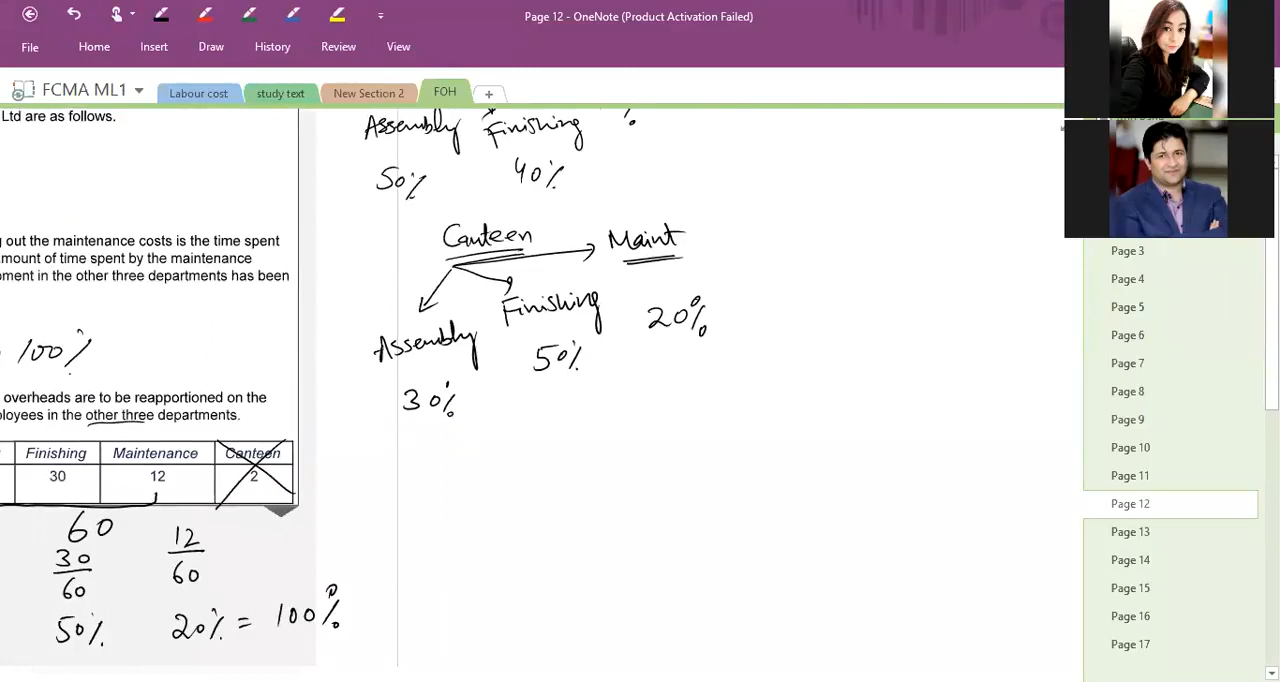 Page 12 - OneNote (Product Activation Failed)
File Home Insert Draw History Review View
FCMA ML1 Labour cost study text New Section 2 FOH +
Ltd are as follows.
g out the maintenance costs is the time spent
amount of time spent by the maintenance
pment in the other three departments has been
100%
overheads are to be reapportioned on the
ployees in the other three departments.
Finishing Maintenance Canteen
30 12 2
60
30/60 12/60
50% 20% = 100%
Assembly Finishing %
50% 40%
Canteen Maint
Assembly Finishing 20%
30% 50%
Page 3
Page 4
Page 5
Page 6
Page 7
Page 8
Page 9
Page 10
Page 11
Page 12
Page 13
Page 14
Page 15
Page 16
Page 17